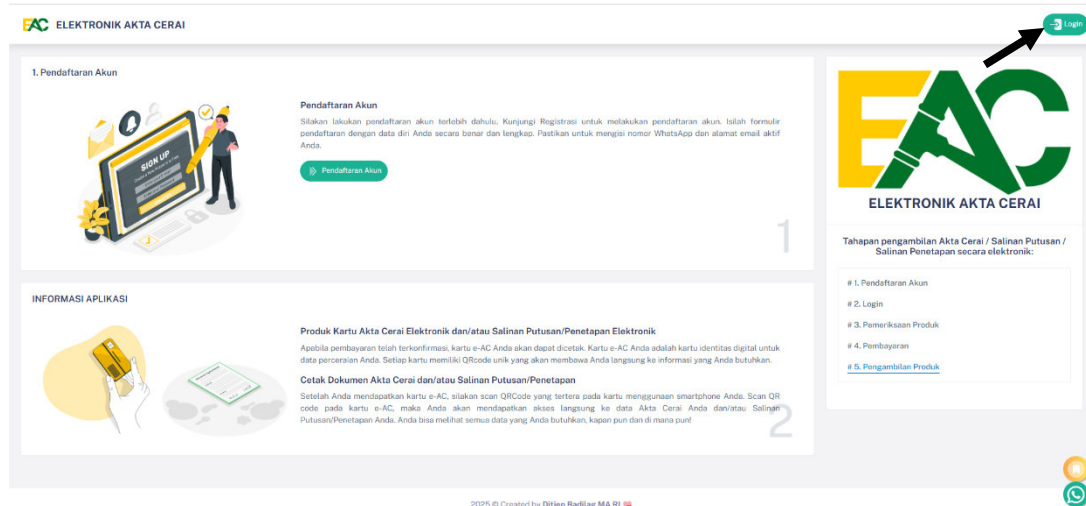 EAC ELEKTRONIK AKTA CERAI
Login
1. Pendaftaran Akun
SIGN UP
Pendaftaran Akun
Silakan lakukan pendaftaran akun terlebih dahulu, Kunjungi Registrasi untuk melakukan pendaftaran akun. Isilah formulir
pendaftaran dengan data diri Anda secara benar dan lengkap. Pastikan untuk mengisi nomor WhatsApp dan alamat email aktif
Anda.
Pendaftaran Akun
1
INFORMASI APLIKASI
Produk Kartu Akta Cerai Elektronik dan/atau Salinan Putusan/Penetapan Elektronik
Apabila pembayaran telah terkonfirmasi, kartu e-AC Anda akan dapat dicetak. Kartu e-AC Anda adalah kartu identitas digital untuk
data perceraian Anda. Setiap kartu memiliki QRcode unik yang akan membawa Anda langsung ke informasi yang Anda butuhkan.
Cetak Dokumen Akta Cerai dan/atau Salinan Putusan/Penetapan
Setelah Anda mendapatkan kartu e-AC, silakan scan QRCode yang tertera pada kartu menggunaan smartphone Anda. Scan QR
code pada kartu e-AC, maka Anda akan mendapatkan akses langsung ke data Akta Cerai Anda dan/atau Salinan
Putusan/Penetapan Anda. Anda bisa melihat semua data yang Anda butuhkan, kapan pun dan di mana pun!
2
EAC
ELEKTRONIK AKTA CERAI
Tahapan pengambilan Akta Cerai / Salinan Putusan /
Salinan Penetapan secara elektronik:
# 1. Pendaftaran Akun
# 2. Login
# 3. Pemeriksaan Produk
# 4. Pembayaran
# 5. Pengambilan Produk
2025 © Created by Ditjen Badilag MA RI